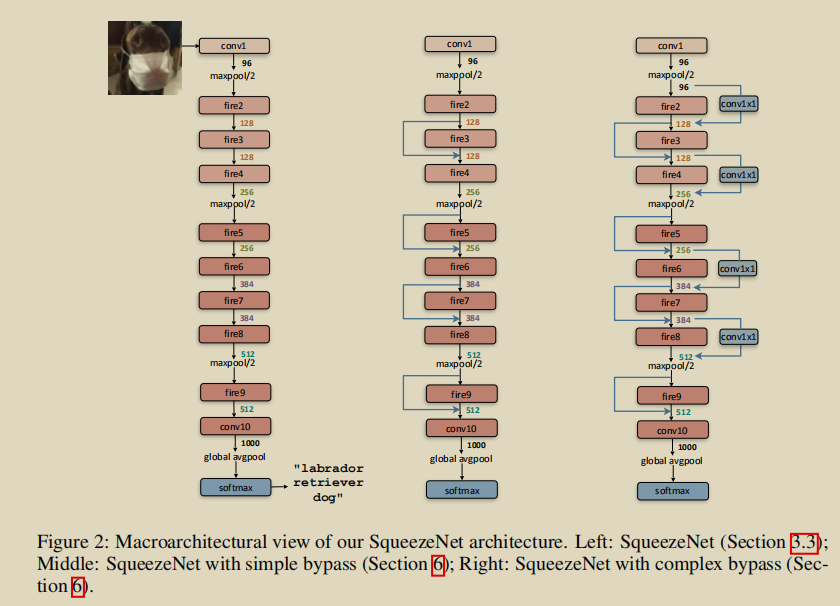 conv1
96
maxpool/2
fire2
128
fire3
128
fire4
256
maxpool/2
fire5
256
fire6
384
fire7
384
fire8
512
maxpool/2
fire9
512
conv10
1000
global avgpool
softmax
"labrador
retriever
dog"
conv1
96
maxpool/2
fire2
128
fire3
128
fire4
256
maxpool/2
fire5
256
fire6
384
fire7
384
fire8
512
maxpool/2
fire9
512
conv10
1000
global avgpool
softmax
conv1
96
maxpool/2
96
fire2
conv1x1
128
fire3
128
fire4
conv1x1
256
maxpool/2
fire5
256
fire6
conv1x1
384
fire7
384
fire8
conv1x1
512
maxpool/2
fire9
512
conv10
1000
global avgpool
softmax
Figure 2: Macroarchitectural view of our SqueezeNet architecture. Left: SqueezeNet (Section 3.3);
Middle: SqueezeNet with simple bypass (Section 6); Right: SqueezeNet with complex bypass (Sec-
tion 6).